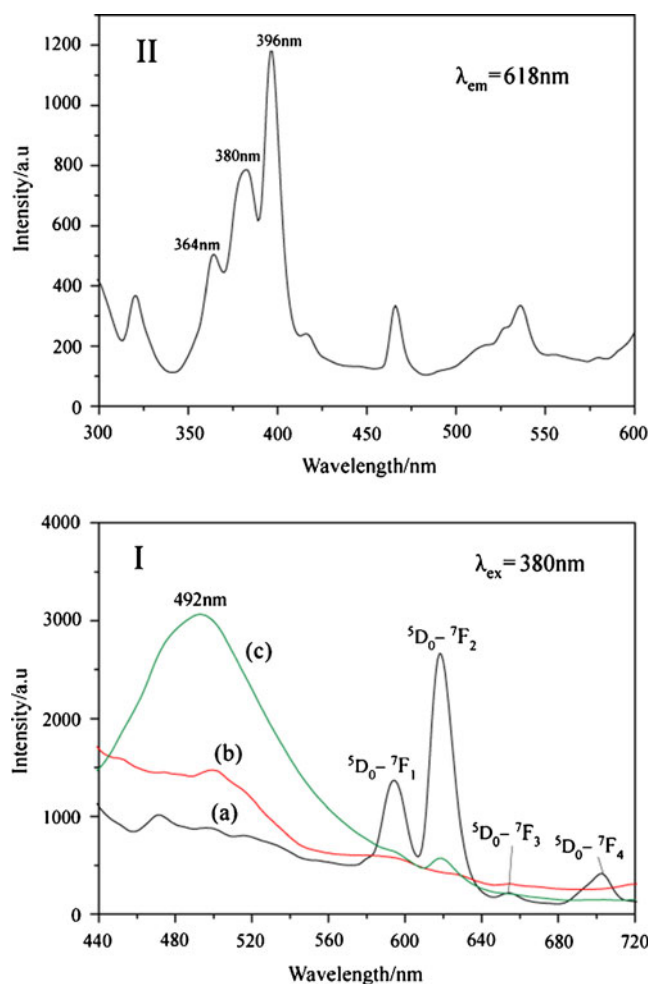 II
396nm
λem=618nm
380nm
364nm
1200
1000
800
600
400
200
0
Intensity/a.u
300 350 400 450 500 550 600
Wavelength/nm
I
λex=380nm
492nm
(c)
(b)
(a)
⁵D₀–⁷F₁
⁵D₀–⁷F₂
⁵D₀–⁷F₃
⁵D₀–⁷F₄
4000
3000
2000
1000
0
Intensity/a.u
440 480 520 560 600 640 680 720
Wavelength/nm